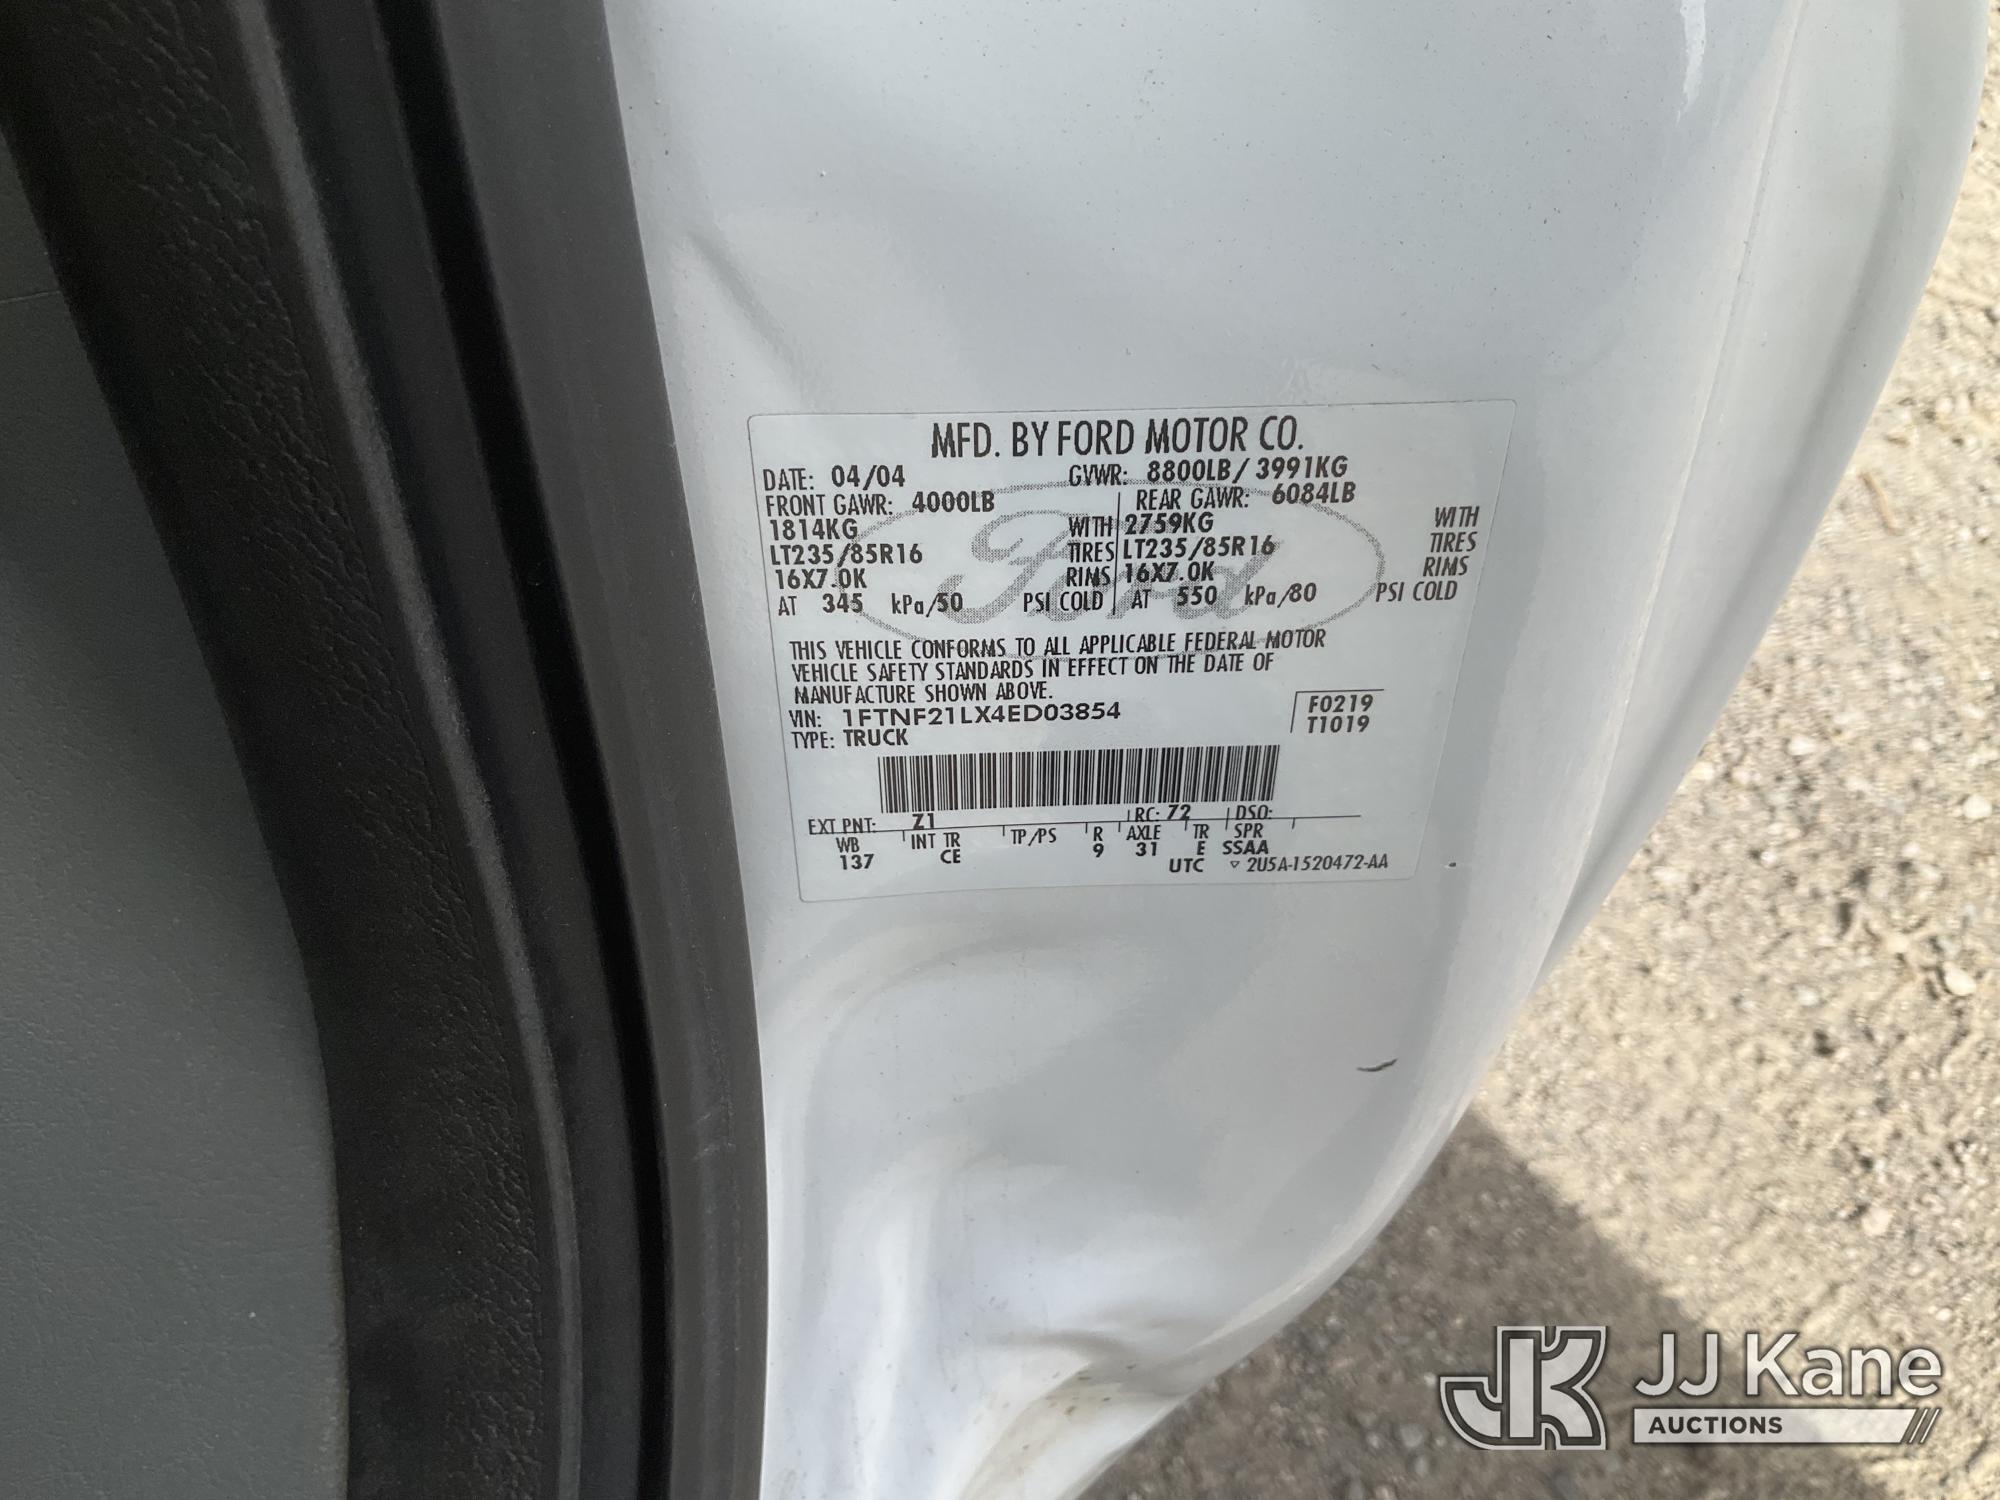 MFD. BY FORD MOTOR CO.
DATE: 04/04 GVWR: 8800LB / 3991KG
FRONT GAWR: 4000LB REAR GAWR: 6084LB
1814KG WITH 2759KG WITH
LT235/85R16 TIRES LT235/85R16 TIRES
16X7.0K RIMS 16X7.0K RIMS
AT 345 kPa/50 PSI COLD AT 550 kPa/80 PSI COLD
Ford
THIS VEHICLE CONFORMS TO ALL APPLICABLE FEDERAL MOTOR
VEHICLE SAFETY STANDARDS IN EFFECT ON THE DATE OF
MANUFACTURE SHOWN ABOVE.
VIN: 1FTNF21LX4ED03854 F0219
TYPE: TRUCK T1019
EXT PNT: Z1 RC: 72 DSO:
WB INT TR TP/PS R AXLE TR SPR
137 CE 9 31 E SSAA
UTC ▽ 2U5A-1520472-AA
JK JJ Kane
AUCTIONS